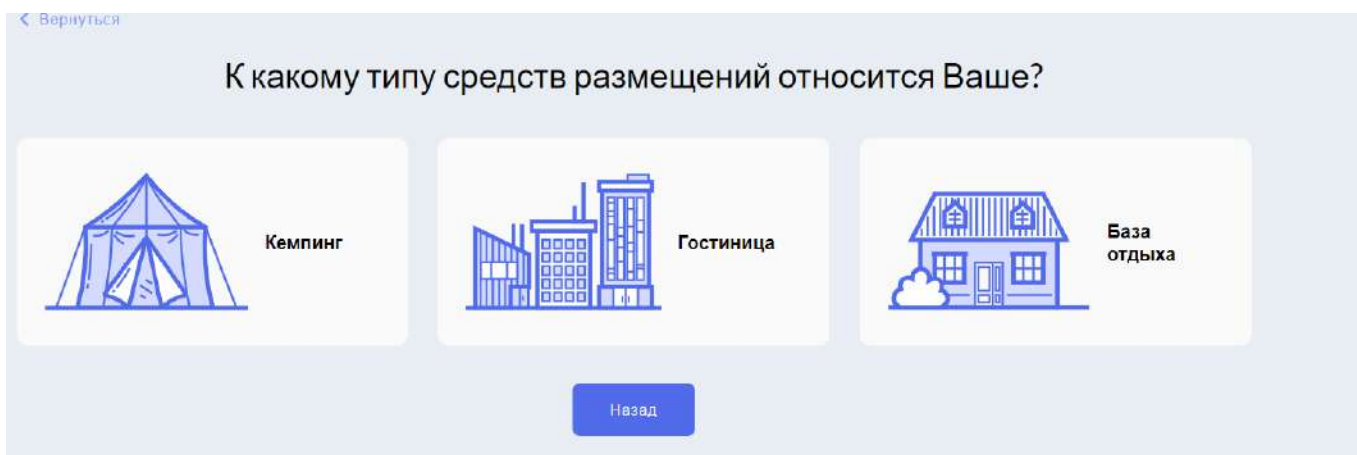 Вернуться
К какому типу средств размещений относится Ваше?
Кемпинг
Гостиница
База
отдыха
Назад